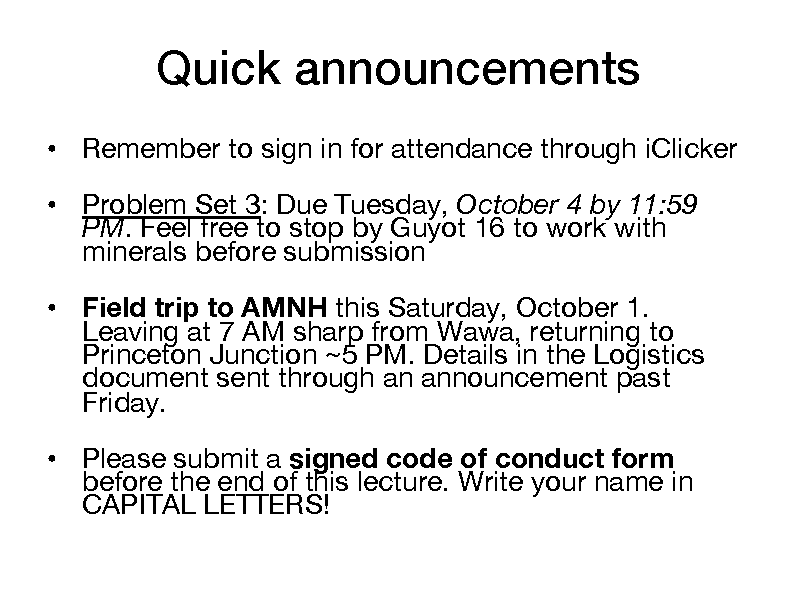 Quick announcements
• Remember to sign in for attendance through iClicker
• Problem Set 3: Due Tuesday, October 4 by 11:59
PM. Feel free to stop by Guyot 16 to work with
minerals before submission
• Field trip to AMNH this Saturday, October 1.
Leaving at 7 AM sharp from Wawa, returning to
Princeton Junction ~5 PM. Details in the Logistics
document sent through an announcement past
Friday.
• Please submit a signed code of conduct form
before the end of this lecture. Write your name in
CAPITAL LETTERS!